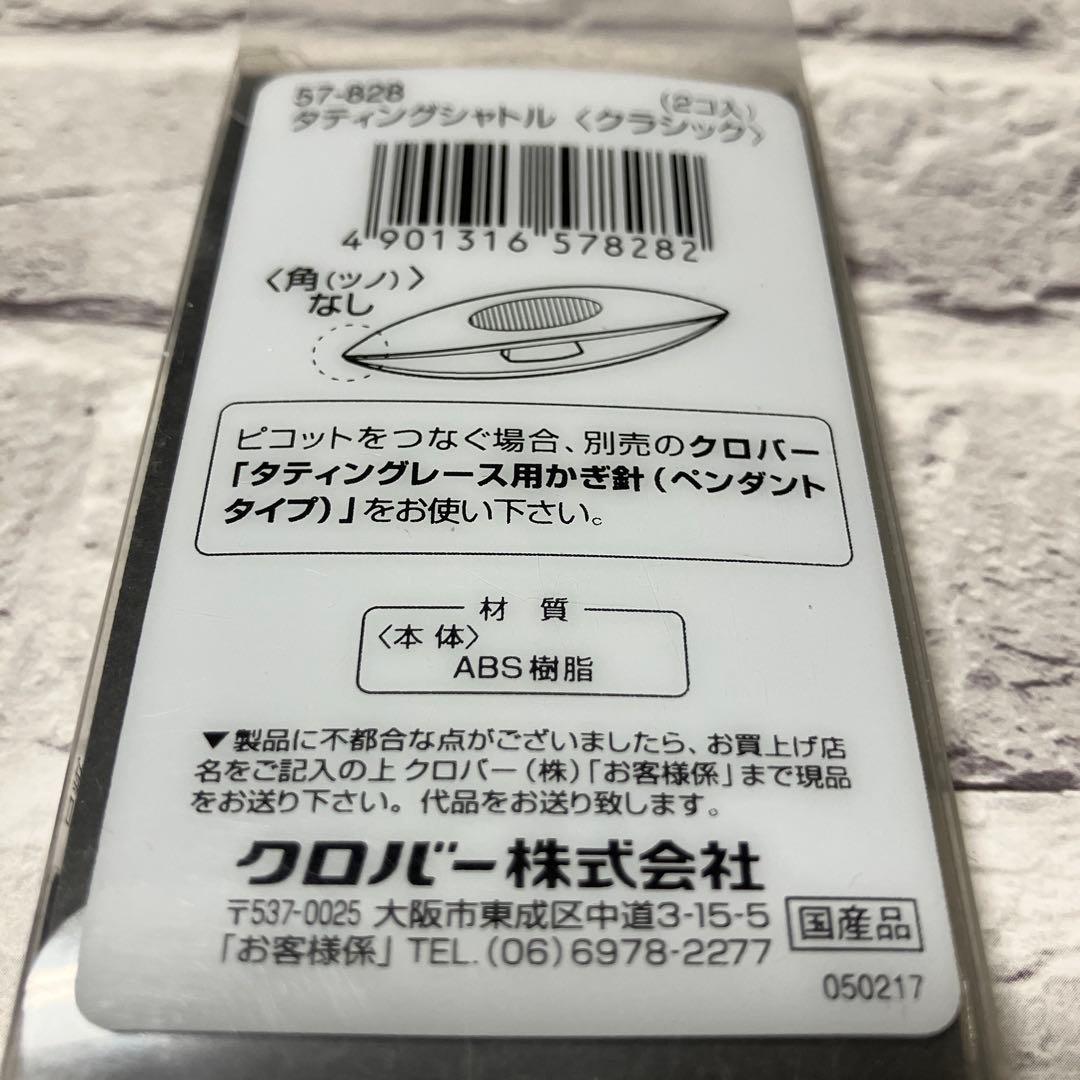 57-828
タティングシャトル〈クラシック〉
(2コ入)
4 901316 578282
〈角(ツノ)〉
なし
ピコットをつなぐ場合、別売のクロバー
「タティングレース用かぎ針(ペンダント
タイプ)」をお使い下さい。
材質
〈本体〉
ABS樹脂
▼製品に不都合な点がございましたら、お買上げ店
名をご記入の上クロバー(株)「お客様係」まで現品
をお送り下さい。代品をお送り致します。
クロバー株式会社
〒537-0025 大阪市東成区中道3-15-5
「お客様係」TEL.(06)6978-2277
国産品
050217